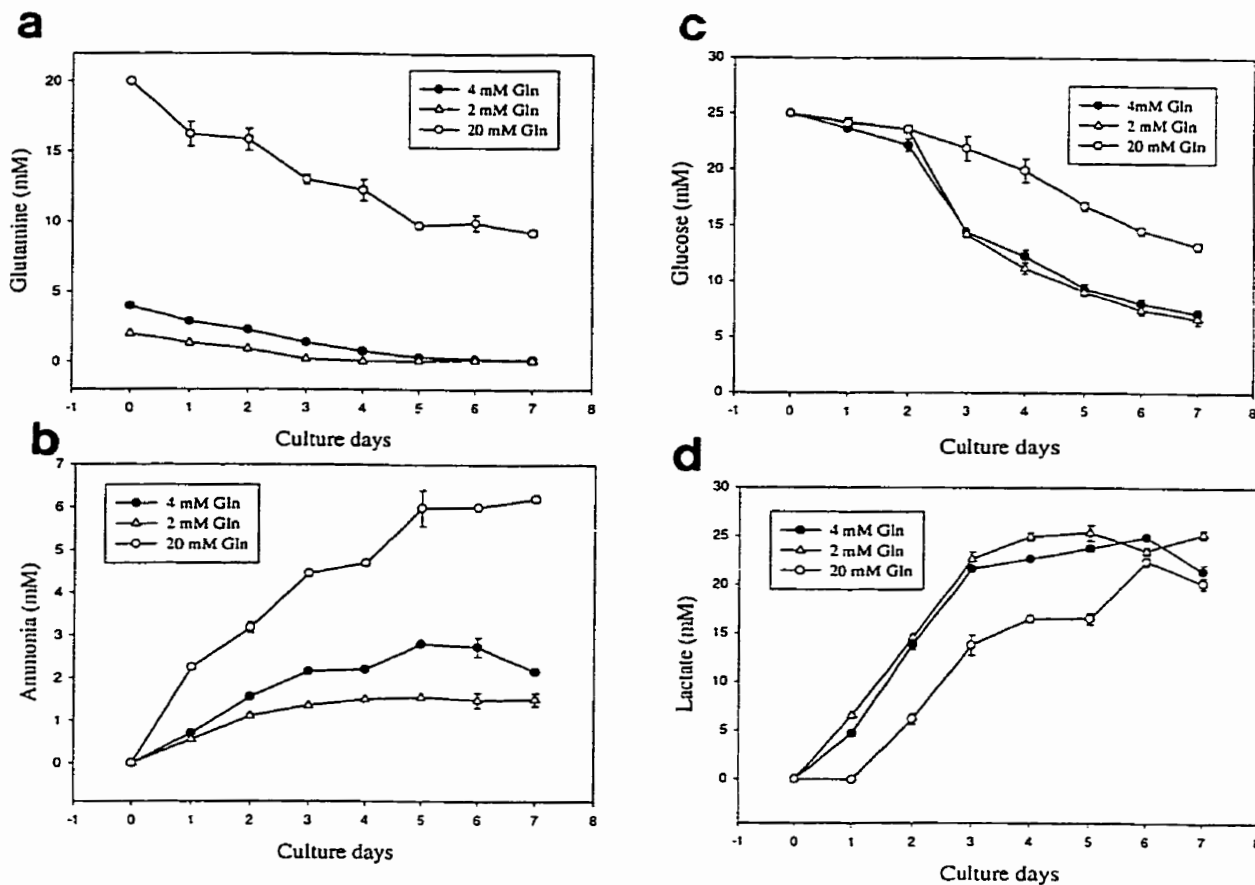 a
Glutamine (mM)
20
15
10
5
0
4 mM Gln
2 mM Gln
20 mM Gln
-1 0 1 2 3 4 5 6 7 8
Culture days
b
Ammonia (mM)
7
6
5
4
3
2
1
0
4 mM Gln
2 mM Gln
20 mM Gln
-1 0 1 2 3 4 5 6 7 8
Culture days
c
Glucose (mM)
30
25
20
15
10
5
0
4mM Gln
2 mM Gln
20 mM Gln
-1 0 1 2 3 4 5 6 7 8
Culture days
d
Lactate (mM)
30
25
20
15
10
5
0
4 mM Gln
2 mM Gln
20 mM Gln
-1 0 1 2 3 4 5 6 7 8
Culture days